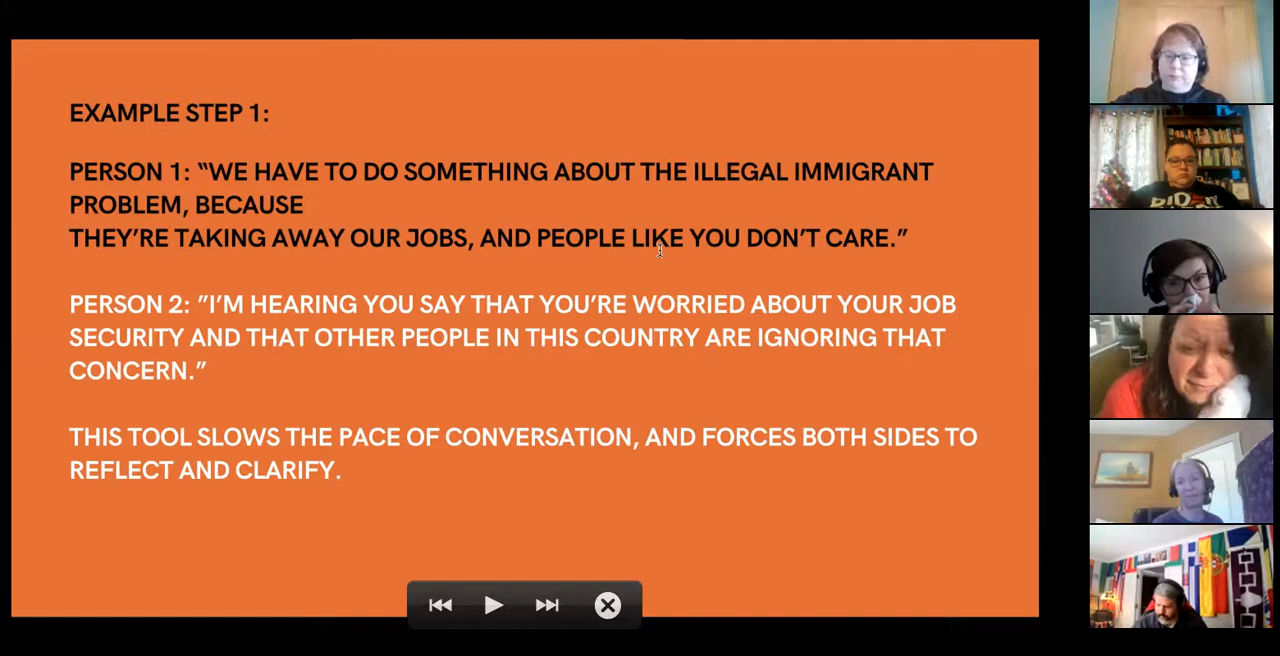 EXAMPLE STEP 1:
PERSON 1: “WE HAVE TO DO SOMETHING ABOUT THE ILLEGAL IMMIGRANT
PROBLEM, BECAUSE
THEY’RE TAKING AWAY OUR JOBS, AND PEOPLE LIKE YOU DON’T CARE.”
PERSON 2: ”I’M HEARING YOU SAY THAT YOU’RE WORRIED ABOUT YOUR JOB
SECURITY AND THAT OTHER PEOPLE IN THIS COUNTRY ARE IGNORING THAT
CONCERN.”
THIS TOOL SLOWS THE PACE OF CONVERSATION, AND FORCES BOTH SIDES TO
REFLECT AND CLARIFY.
BIDEN